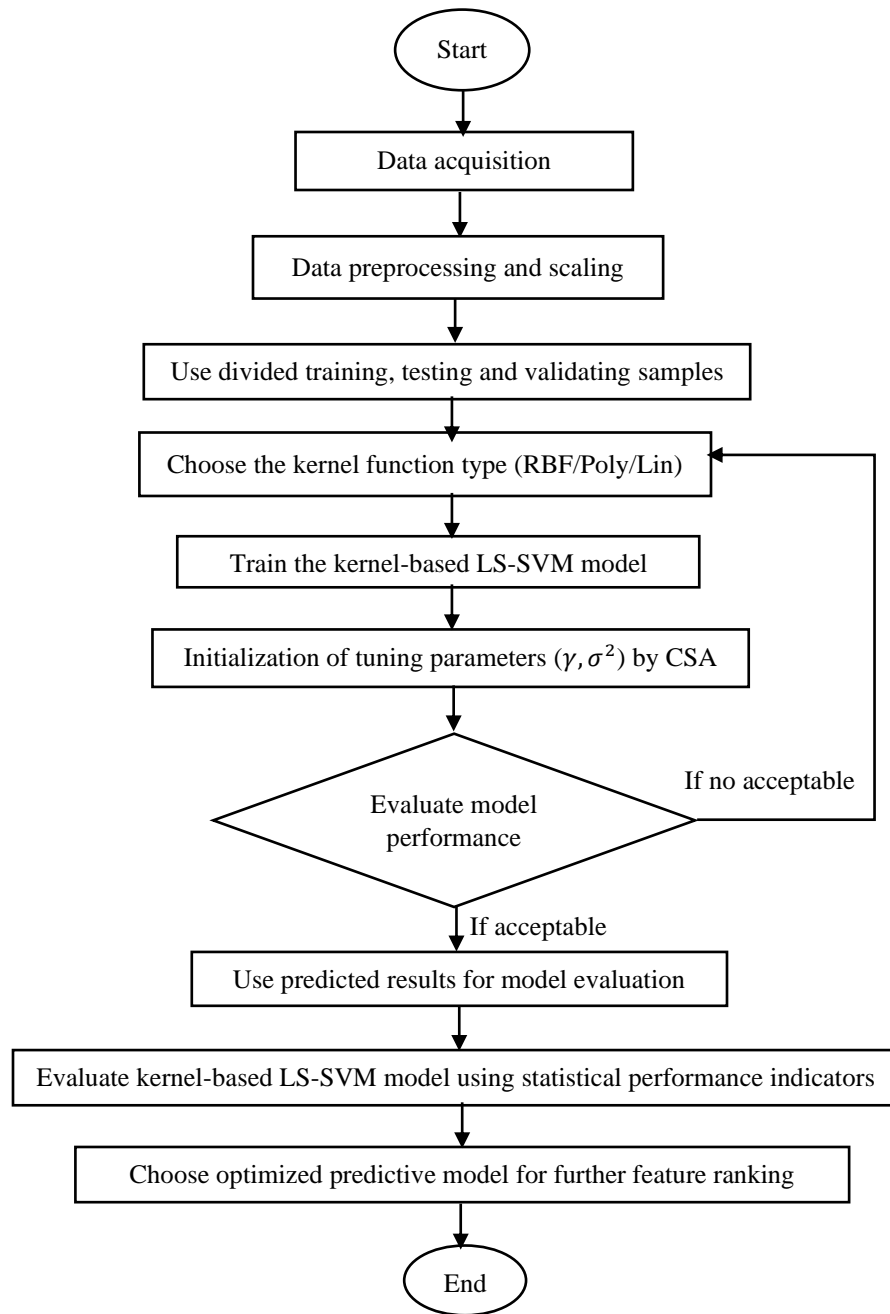 Start
Data acquisition
Data preprocessing and scaling
Use divided training, testing and validating samples
Choose the kernel function type (RBF/Poly/Lin)
Train the kernel-based LS-SVM model
Initialization of tuning parameters (𝛾, 𝜎²) by CSA
If no acceptable
Evaluate model
performance
If acceptable
Use predicted results for model evaluation
Evaluate kernel-based LS-SVM model using statistical performance indicators
Choose optimized predictive model for further feature ranking
End